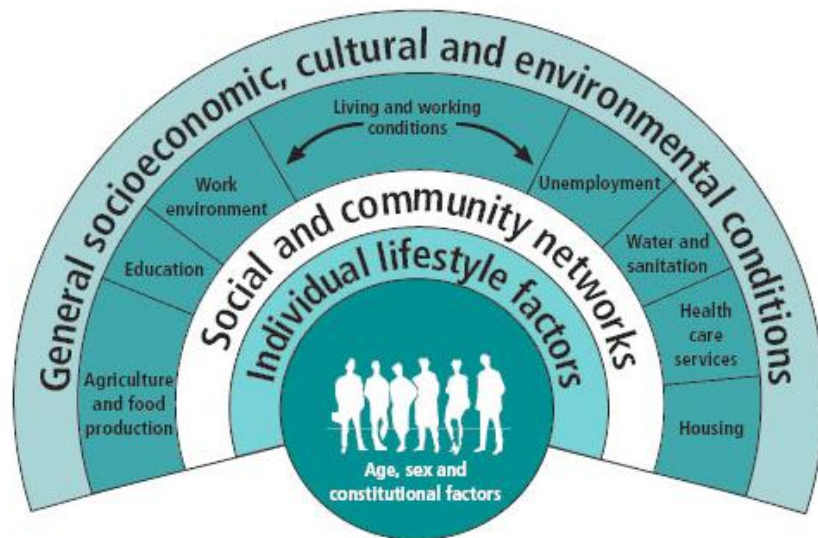 General socioeconomic, cultural and environmental conditions
Living and working
conditions
Work
environment
Unemployment
Education
Water and
sanitation
Agriculture
and food
production
Health
care
services
Housing
Social and community networks
Individual lifestyle factors
Age, sex and
constitutional factors